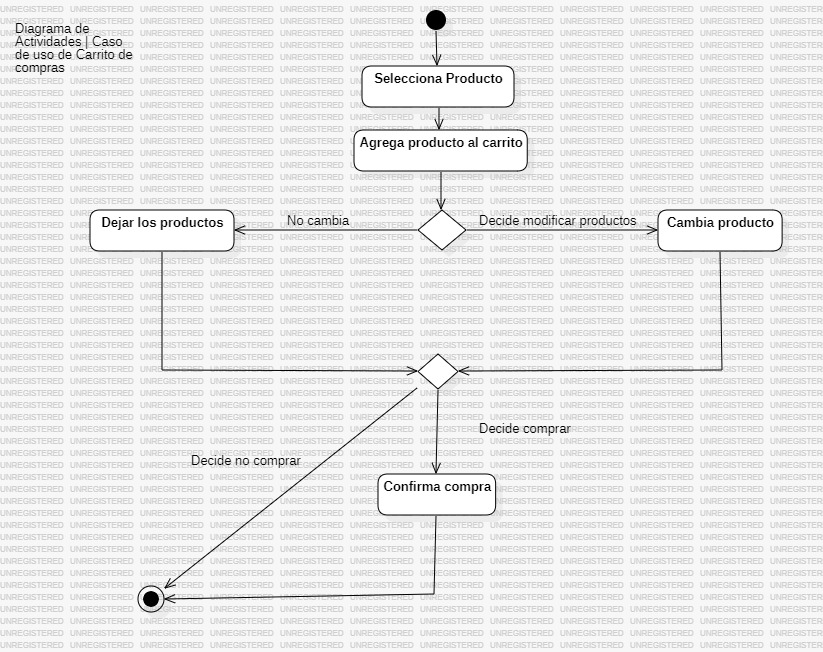 Diagrama de
Actividades | Caso
de uso de Carrito de
compras
Selecciona Producto
Agrega producto al carrito
Dejar los productos
No cambia
Decide modificar productos
Cambia producto
Decide comprar
Decide no comprar
Confirma compra
UNREGISTERED